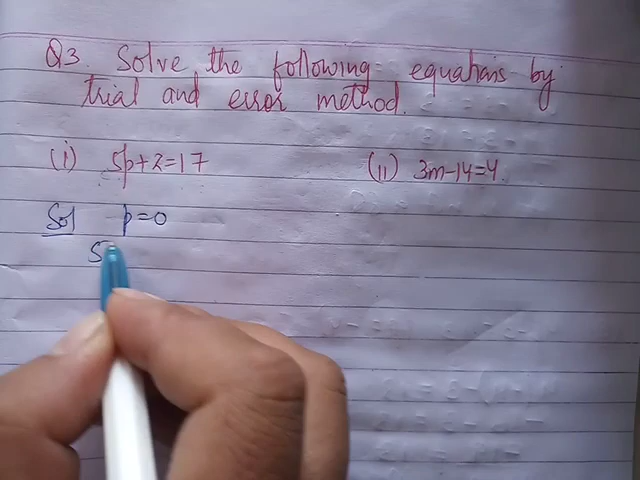 Q3. Solve the following equations by
trial and error method.
(i) 5p+2=17 (ii) 3m-14=4.
Sol p=0
5